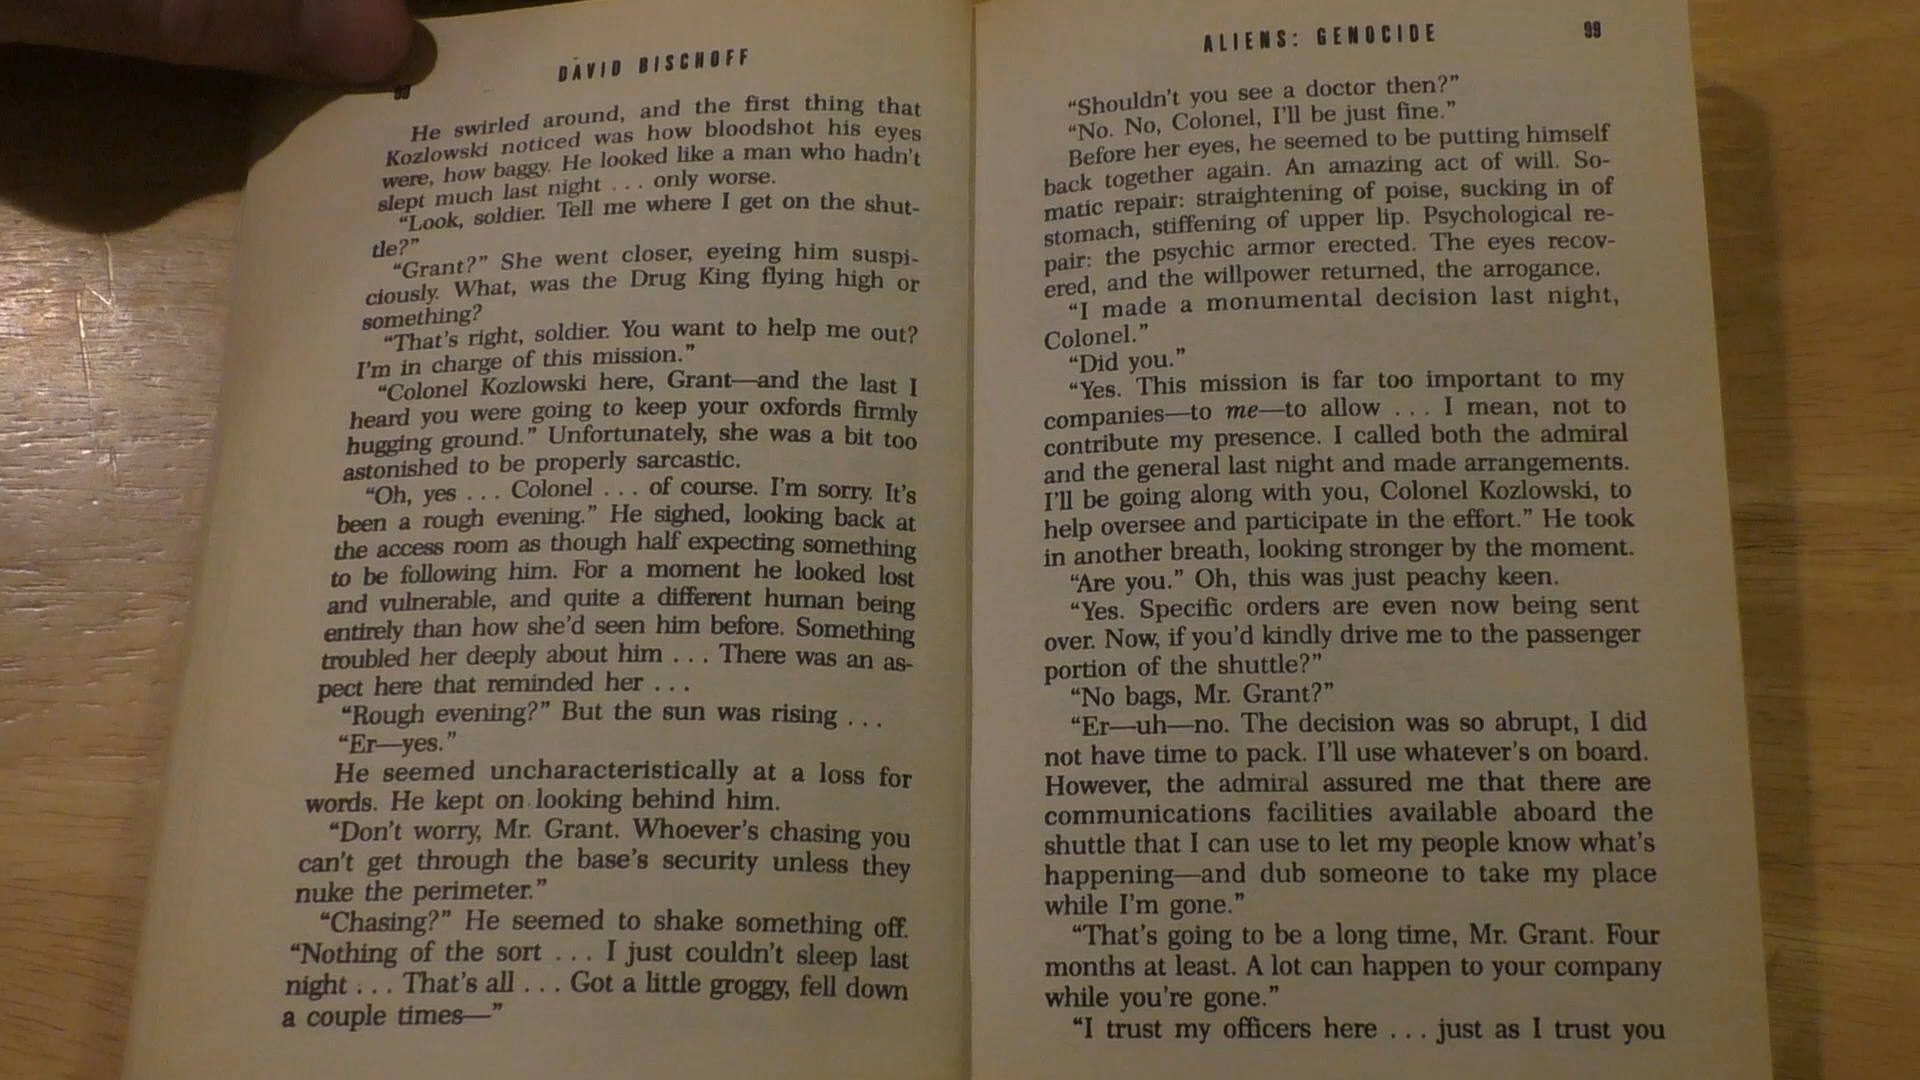 DAVID BISCHOFF
He swirled around, and the first thing that
Kozlowski noticed was how bloodshot his eyes
were, how baggy. He looked like a man who hadn't
slept much last night . . . only worse.
“Look, soldier. Tell me where I get on the shut-
tle?”
“Grant?” She went closer, eyeing him suspi-
ciously. What, was the Drug King flying high or
something?
“That's right, soldier. You want to help me out?
I'm in charge of this mission.”
“Colonel Kozlowski here, Grant—and the last I
heard you were going to keep your oxfords firmly
hugging ground.” Unfortunately, she was a bit too
astonished to be properly sarcastic.
“Oh, yes . . . Colonel . . . of course. I'm sorry. It's
been a rough evening.” He sighed, looking back at
the access room as though half expecting something
to be following him. For a moment he looked lost
and vulnerable, and quite a different human being
entirely than how she'd seen him before. Something
troubled her deeply about him . . . There was an as-
pect here that reminded her . . .
“Rough evening?” But the sun was rising . . .
“Er—yes.”
He seemed uncharacteristically at a loss for
words. He kept on looking behind him.
“Don't worry, Mr. Grant. Whoever's chasing you
can't get through the base's security unless they
nuke the perimeter.”
“Chasing?” He seemed to shake something off.
“Nothing of the sort . . . I just couldn't sleep last
night . . . That's all . . . Got a little groggy, fell down
a couple times—”
ALIENS: GENOCIDE 99
“Shouldn't you see a doctor then?”
“No. No, Colonel, I'll be just fine.”
Before her eyes, he seemed to be putting himself
back together again. An amazing act of will. So-
matic repair: straightening of poise, sucking in of
stomach, stiffening of upper lip. Psychological re-
pair: the psychic armor erected. The eyes recov-
ered, and the willpower returned, the arrogance.
“I made a monumental decision last night,
Colonel.”
“Did you.”
“Yes. This mission is far too important to my
companies—to me—to allow . . . I mean, not to
contribute my presence. I called both the admiral
and the general last night and made arrangements.
I'll be going along with you, Colonel Kozlowski, to
help oversee and participate in the effort.” He took
in another breath, looking stronger by the moment.
“Are you.” Oh, this was just peachy keen.
“Yes. Specific orders are even now being sent
over. Now, if you'd kindly drive me to the passenger
portion of the shuttle?”
“No bags, Mr. Grant?”
“Er—uh—no. The decision was so abrupt, I did
not have time to pack. I'll use whatever's on board.
However, the admiral assured me that there are
communications facilities available aboard the
shuttle that I can use to let my people know what's
happening—and dub someone to take my place
while I'm gone.”
“That's going to be a long time, Mr. Grant. Four
months at least. A lot can happen to your company
while you're gone.”
“I trust my officers here . . . just as I trust you